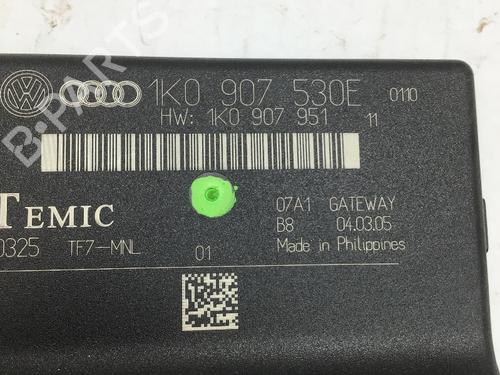 1K0 907 530E 0110
HW: 1K0 907 951 11
TEMIC
07A1 GATEWAY
B8 04.03.05
0325 TF7-MNL 01
Made in Philippines
B-PARTS